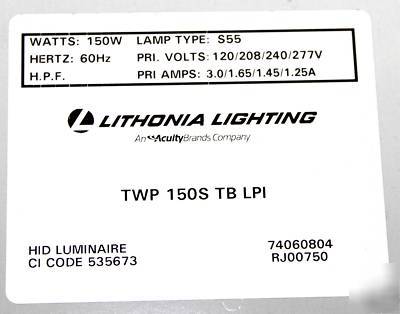 WATTS: 150W LAMP TYPE: S55
HERTZ: 60Hz PRI. VOLTS: 120/208/240/277V
H.P.F. PRI AMPS: 3.0/1.65/1.45/1.25A
LITHONIA LIGHTING
An AcuityBrands Company
TWP 150S TB LPI
HID LUMINAIRE 74060804
CI CODE 535673 RJ00750